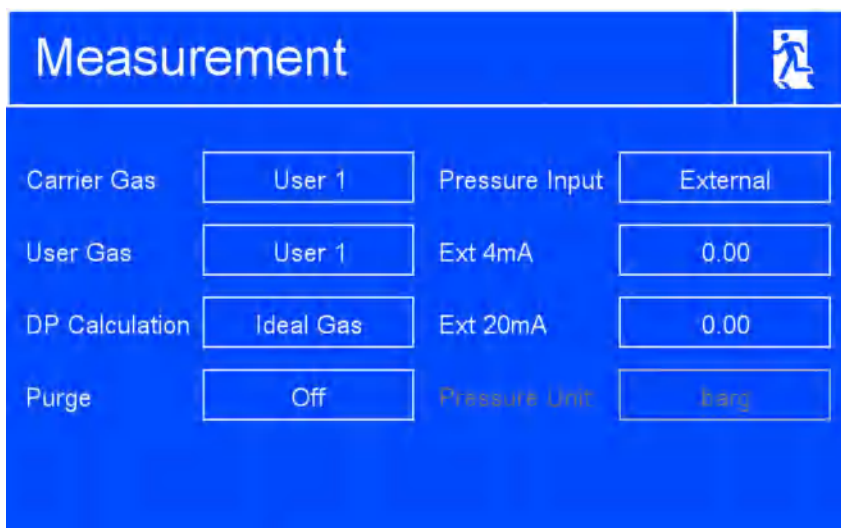 Measurement
Carrier Gas User 1 Pressure Input External
User Gas User 1 Ext 4mA 0.00
DP Calculation Ideal Gas Ext 20mA 0.00
Purge Off Pressure Unit barg